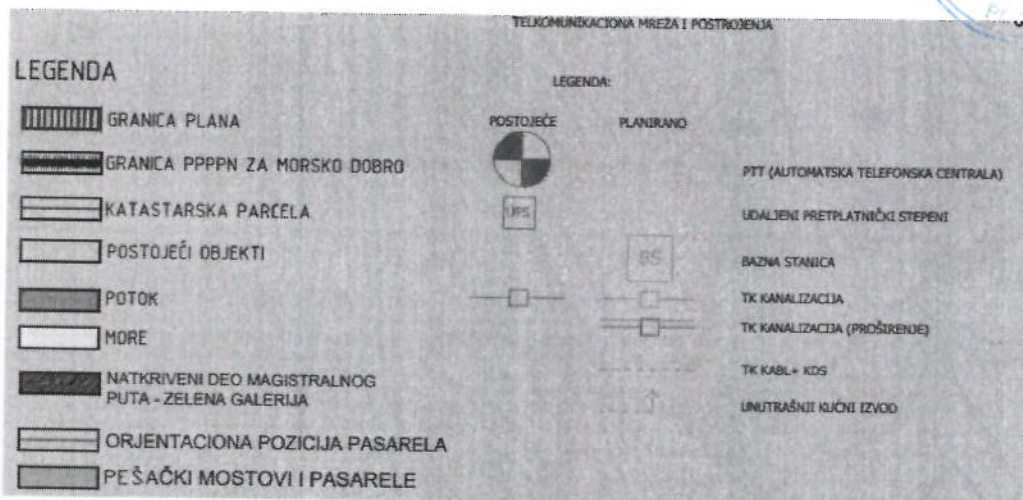 TELKOMUNIKACIONA MREŽA I POSTROJENJA
LEGENDA
GRANICA PLANA
GRANICA PPPPN ZA MORSKO DOBRO
KATASTARSKA PARCELA
POSTOJEĆI OBJEKTI
POTOK
MORE
NATKRIVENI DEO MAGISTRALNOG
PUTA - ZELENA GALERIJA
ORJENTACIONA POZICIJA PASARELA
PEŠAČKI MOSTOVI I PASARELE
LEGENDA:
POSTOJEĆE PLANIRANO
PTT (AUTOMATSKA TELEFONSKA CENTRALA)
UPS
UDALJENI PRETPLATNIČKI STEPENI
BS
BAZNA STANICA
TK KANALIZACIJA
TK KANALIZACIJA (PROŠIRENJE)
TK KABL+ KDS
UNUTRAŠNJI KUĆNI IZVOD